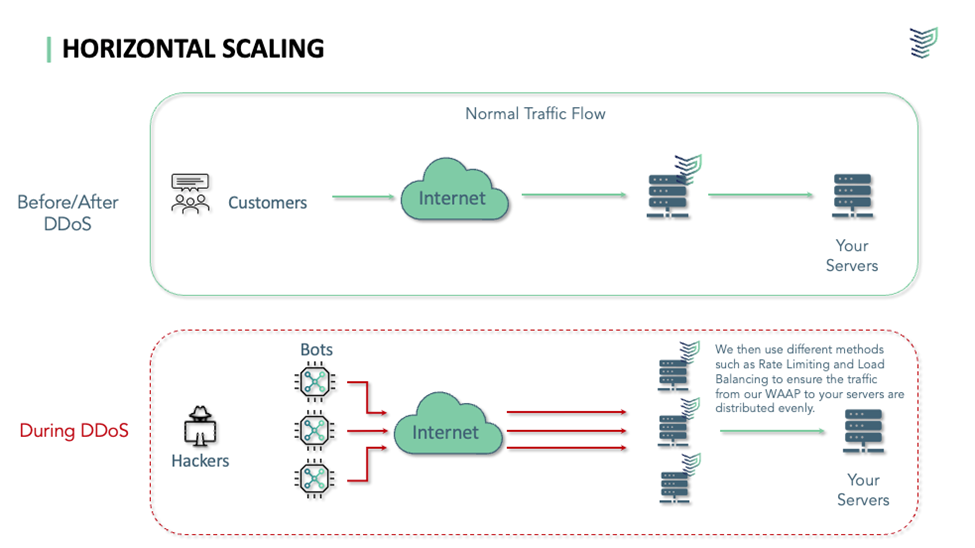 HORIZONTAL SCALING
Normal Traffic Flow
Before/After
DDoS
Customers
Internet
Your
Servers
During DDoS
Hackers
Bots
Internet
We then use different methods
such as Rate Limiting and Load
Balancing to ensure the traffic
from our WAAP to your servers are
distributed evenly.
Your
Servers